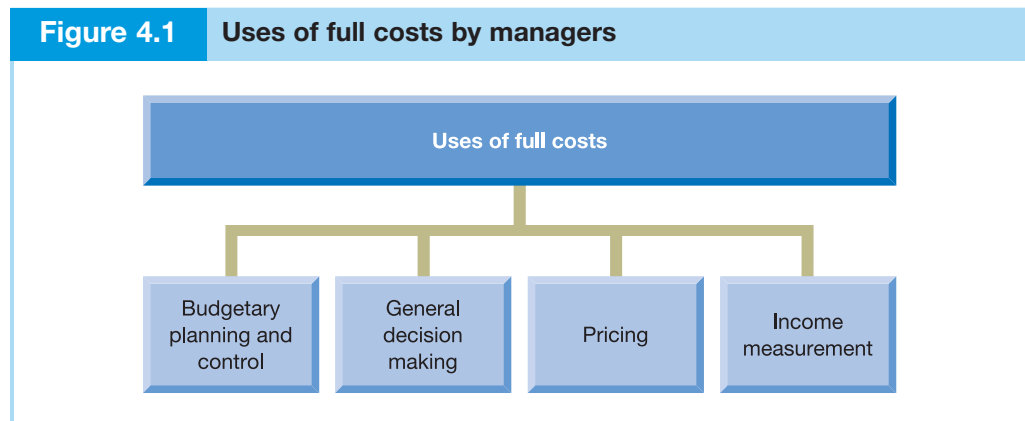 Figure 4.1
Uses of full costs by managers
Uses of full costs
Budgetary
planning and
control
General
decision
making
Pricing
Income
measurement